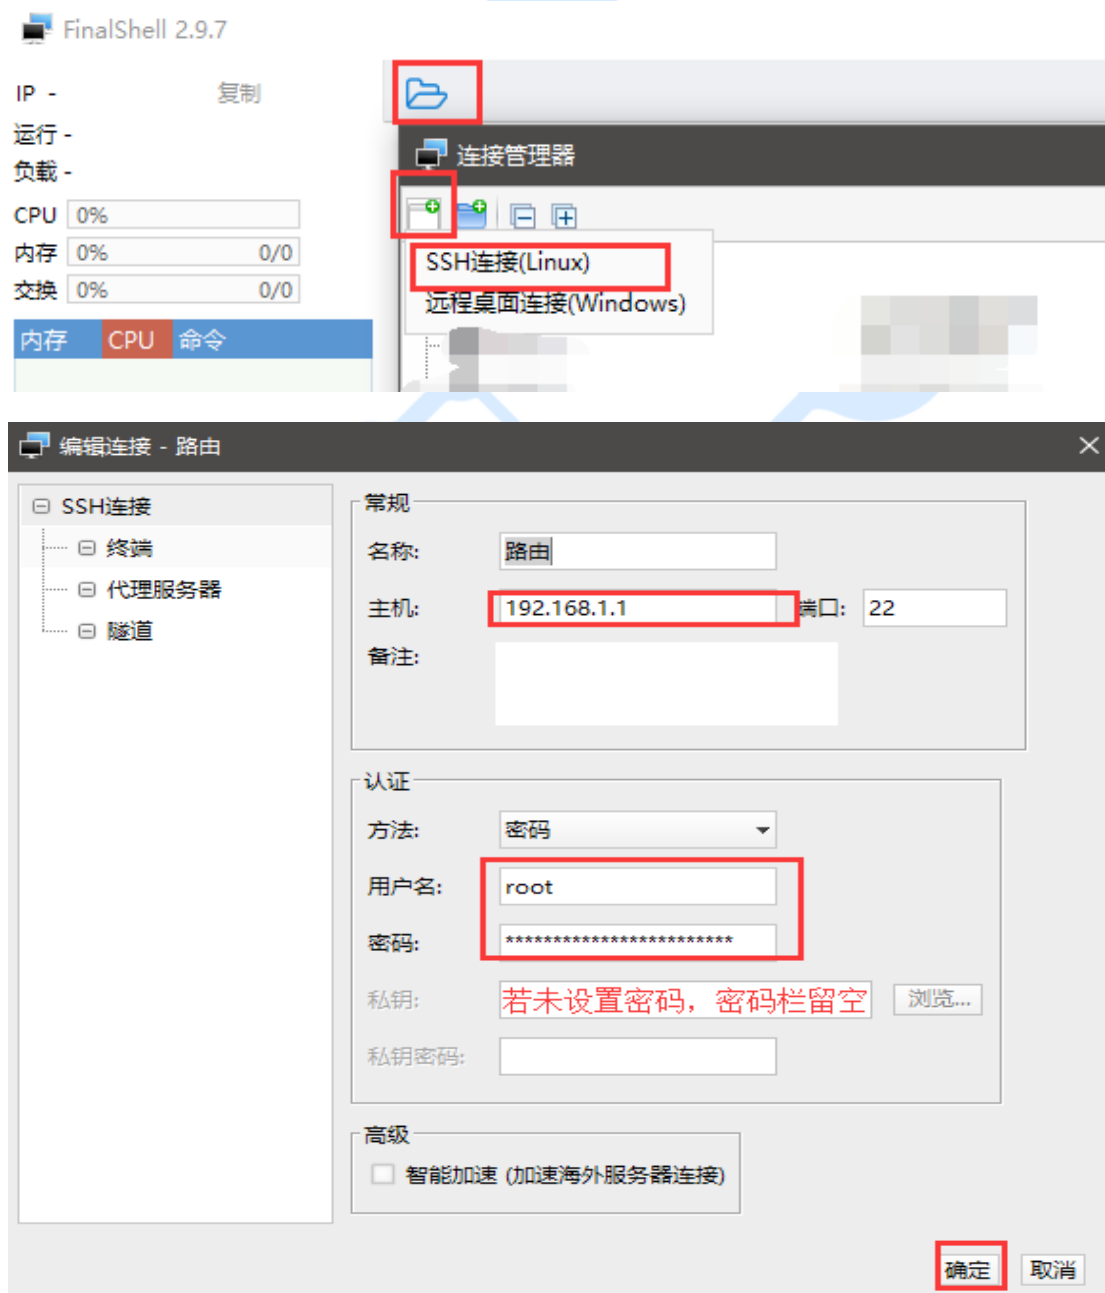 FinalShell 2.9.7
IP - 复制
运行 -
负载 -
CPU 0%
内存 0% 0/0
交换 0% 0/0
内存 CPU 命令
连接管理器
SSH连接(Linux)
远程桌面连接(Windows)
编辑连接 - 路由
SSH连接
终端
代理服务器
隧道
常规
名称: 路由
主机: 192.168.1.1 端口: 22
备注:
认证
方法: 密码
用户名: root
密码: ************************
私钥: 若未设置密码，密码栏留空 浏览...
私钥密码:
高级
智能加速 (加速海外服务器连接)
确定 取消